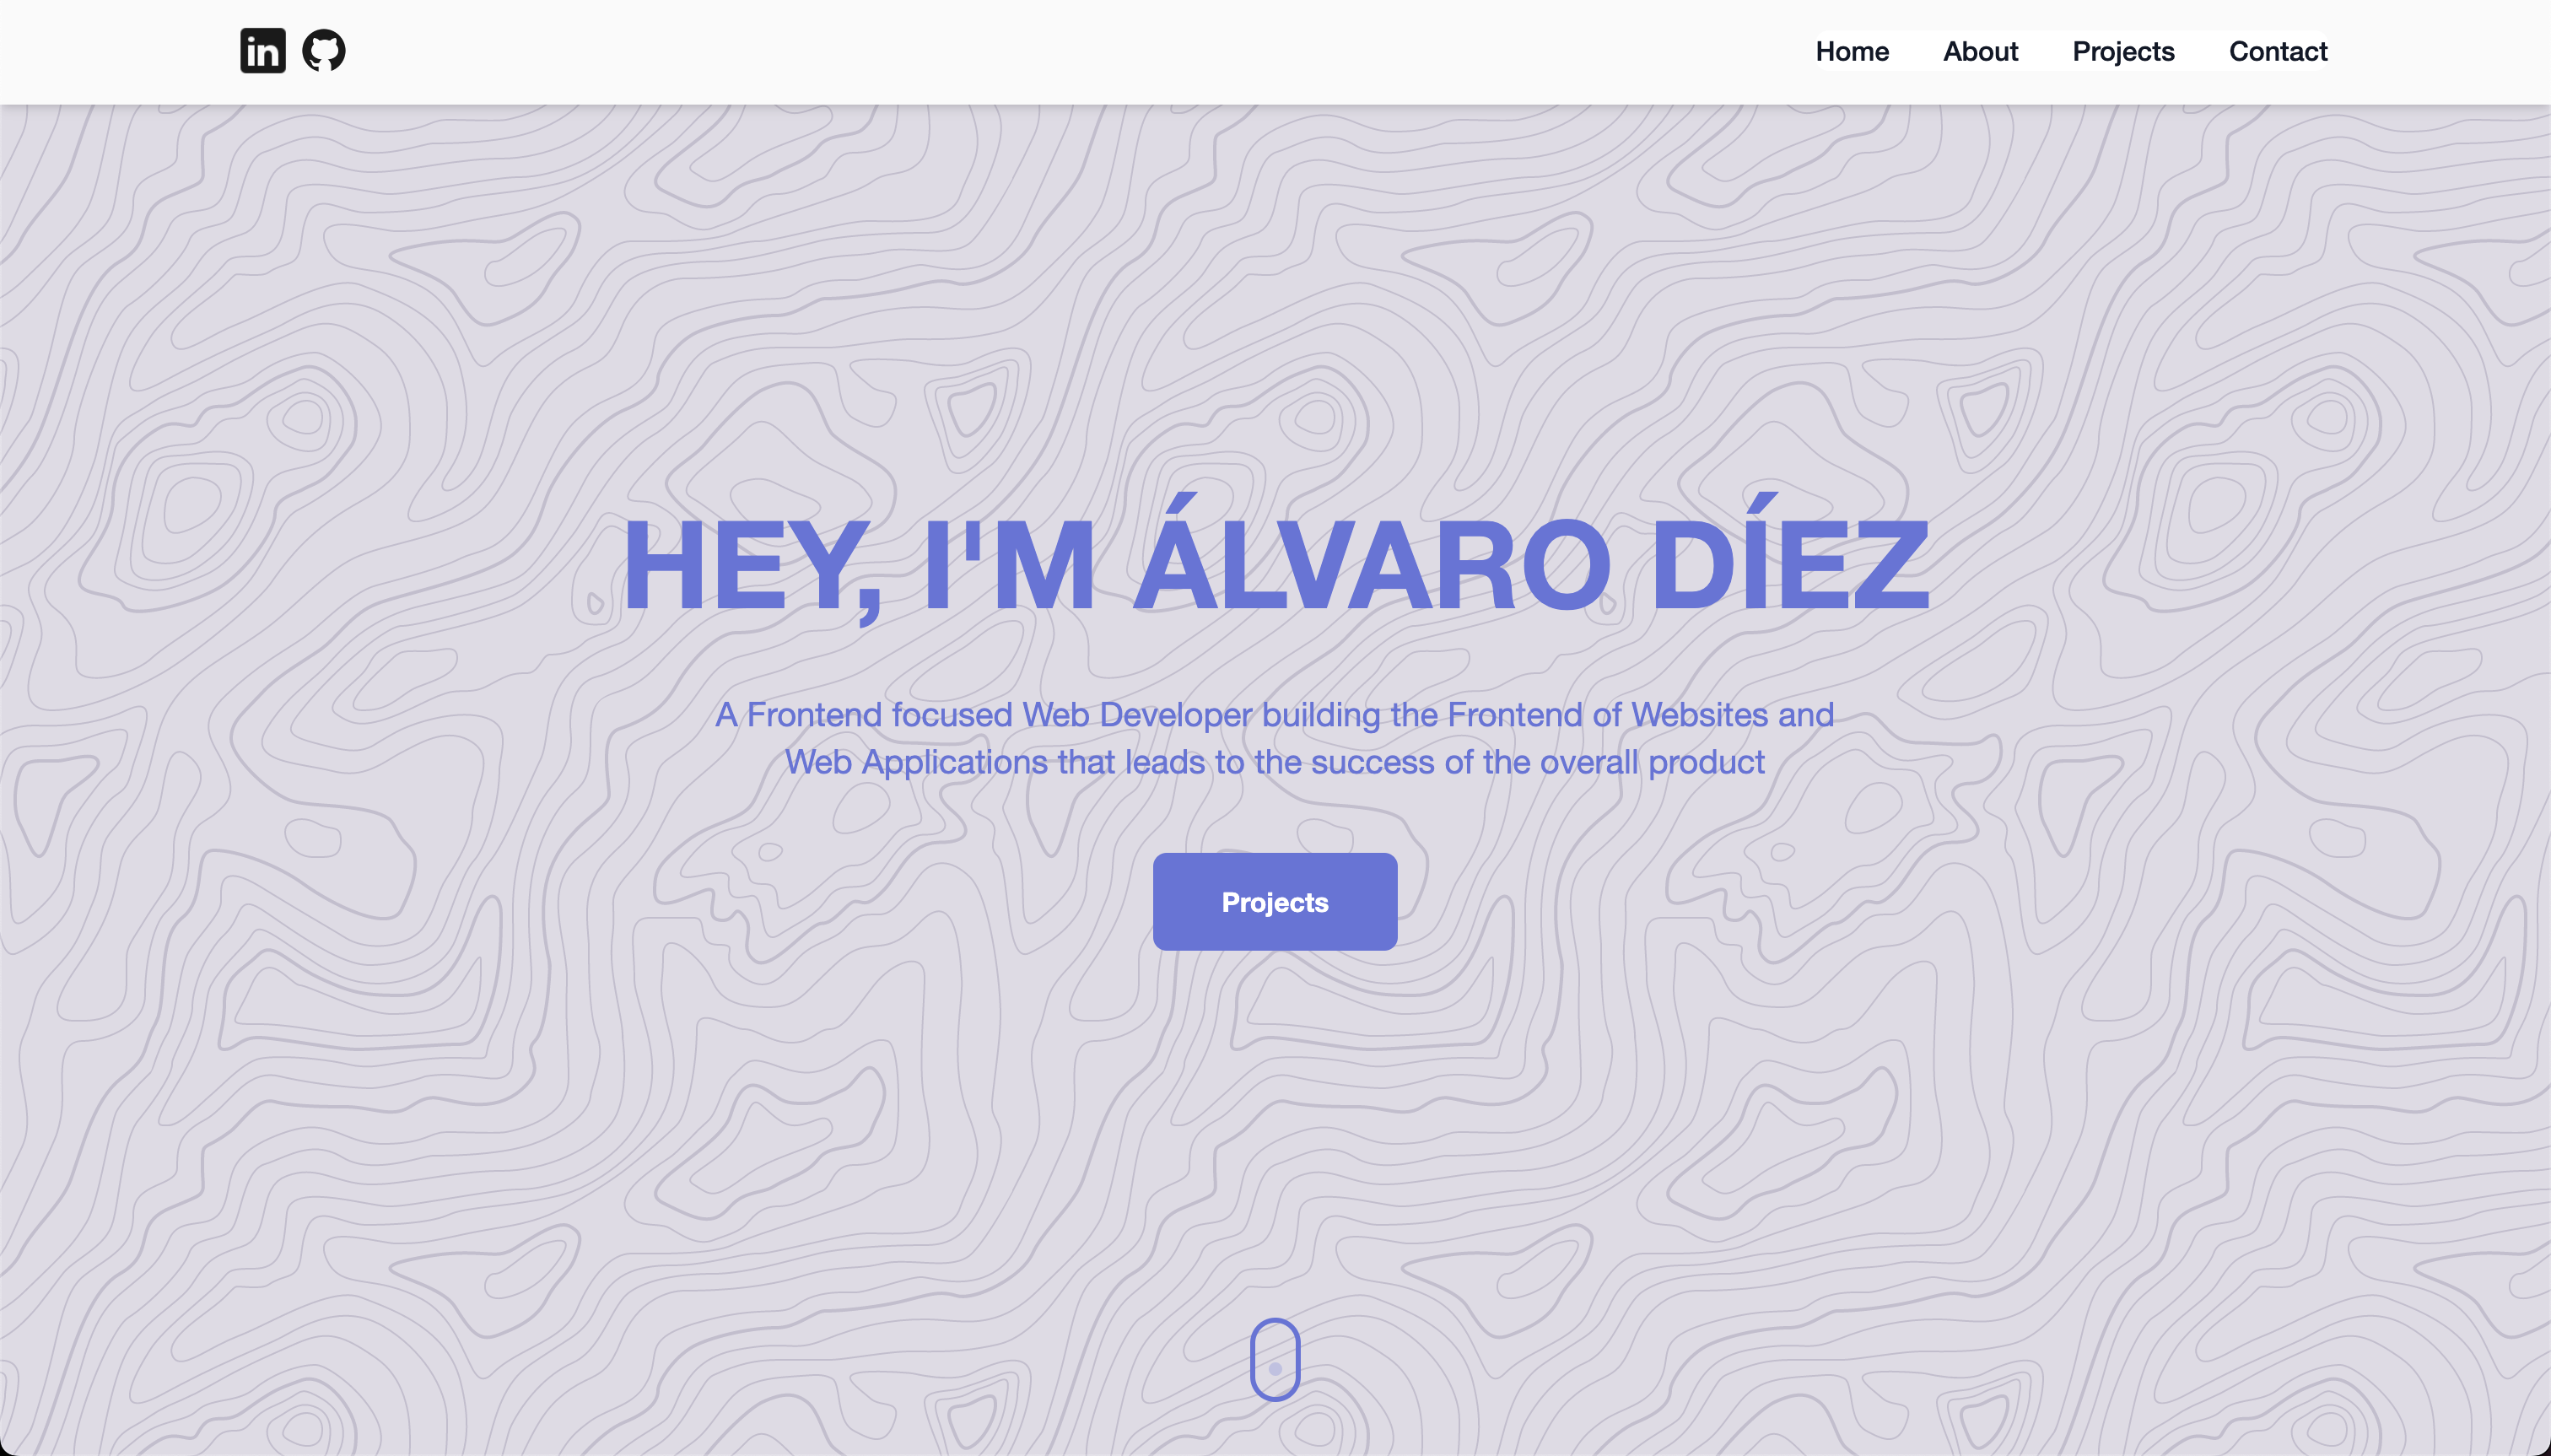 in
Home About Projects Contact
HEY, I'M ÁLVARO DÍEZ
A Frontend focused Web Developer building the Frontend of Websites and
Web Applications that leads to the success of the overall product
Projects